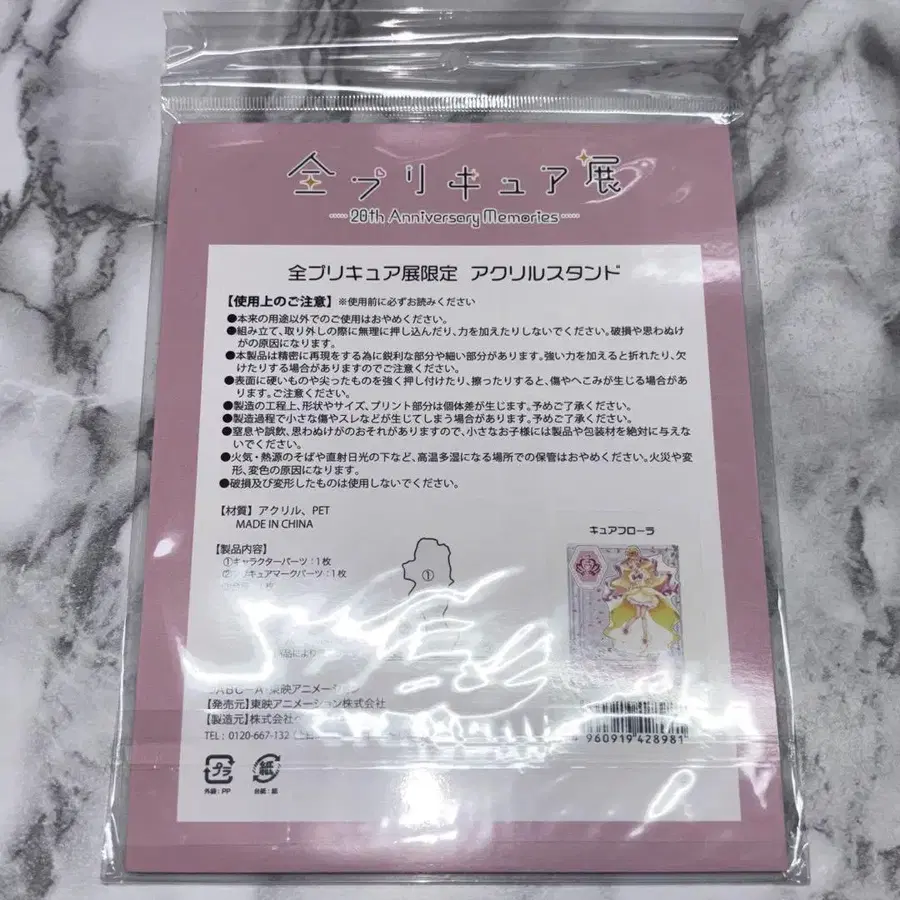 全プリキュア展
20th Anniversary Memories
全プリキュア展限定 アクリルスタンド
【使用上のご注意】※使用前に必ずお読みください
●本来の用途以外でのご使用はおやめください。
●組み立て、取り外しの際に無理に押し込んだり、力を加えたりしないでください。破損や思わぬけ
がの原因になります。
●本製品は精密に再現をする為に鋭利な部分や細い部分があります。強い力を加えると折れたり、欠
けたりする場合がありますのでご注意ください。
●表面に硬いものや尖ったものを強く押し付けたり、擦ったりすると、傷やへこみが生じる場合があ
ります。ご注意ください。
●製造の工程上、形状やサイズ、プリント部分は個体差が生じます。予めご了承ください。
●製造過程で小さな傷やスレなどが生じてしまう場合があります。予めご了承ください。
●窒息や誤飲、思わぬけがのおそれがありますので、小さなお子様には製品や包装材を絶対に与えな
いでください。
●火気・熱源のそばや直射日光の下など、高温多湿になる場所での保管はおやめください。火災や変
形、変色の原因になります。
●破損及び変形したものは使用しないでください。
【材質】アクリル、PET
MADE IN CHINA
キュアフローラ
【製品内容】
①キャラクターパーツ：1枚
①
②プリキュアマークパーツ：1枚
1枚
品により
ABC-A 東映アニメーション
【発売元】東映アニメーション株式会社
【製造元】株式会社
TEL：0120-667-132
960919 428981
プラ
紙
外袋：PP
台紙：紙